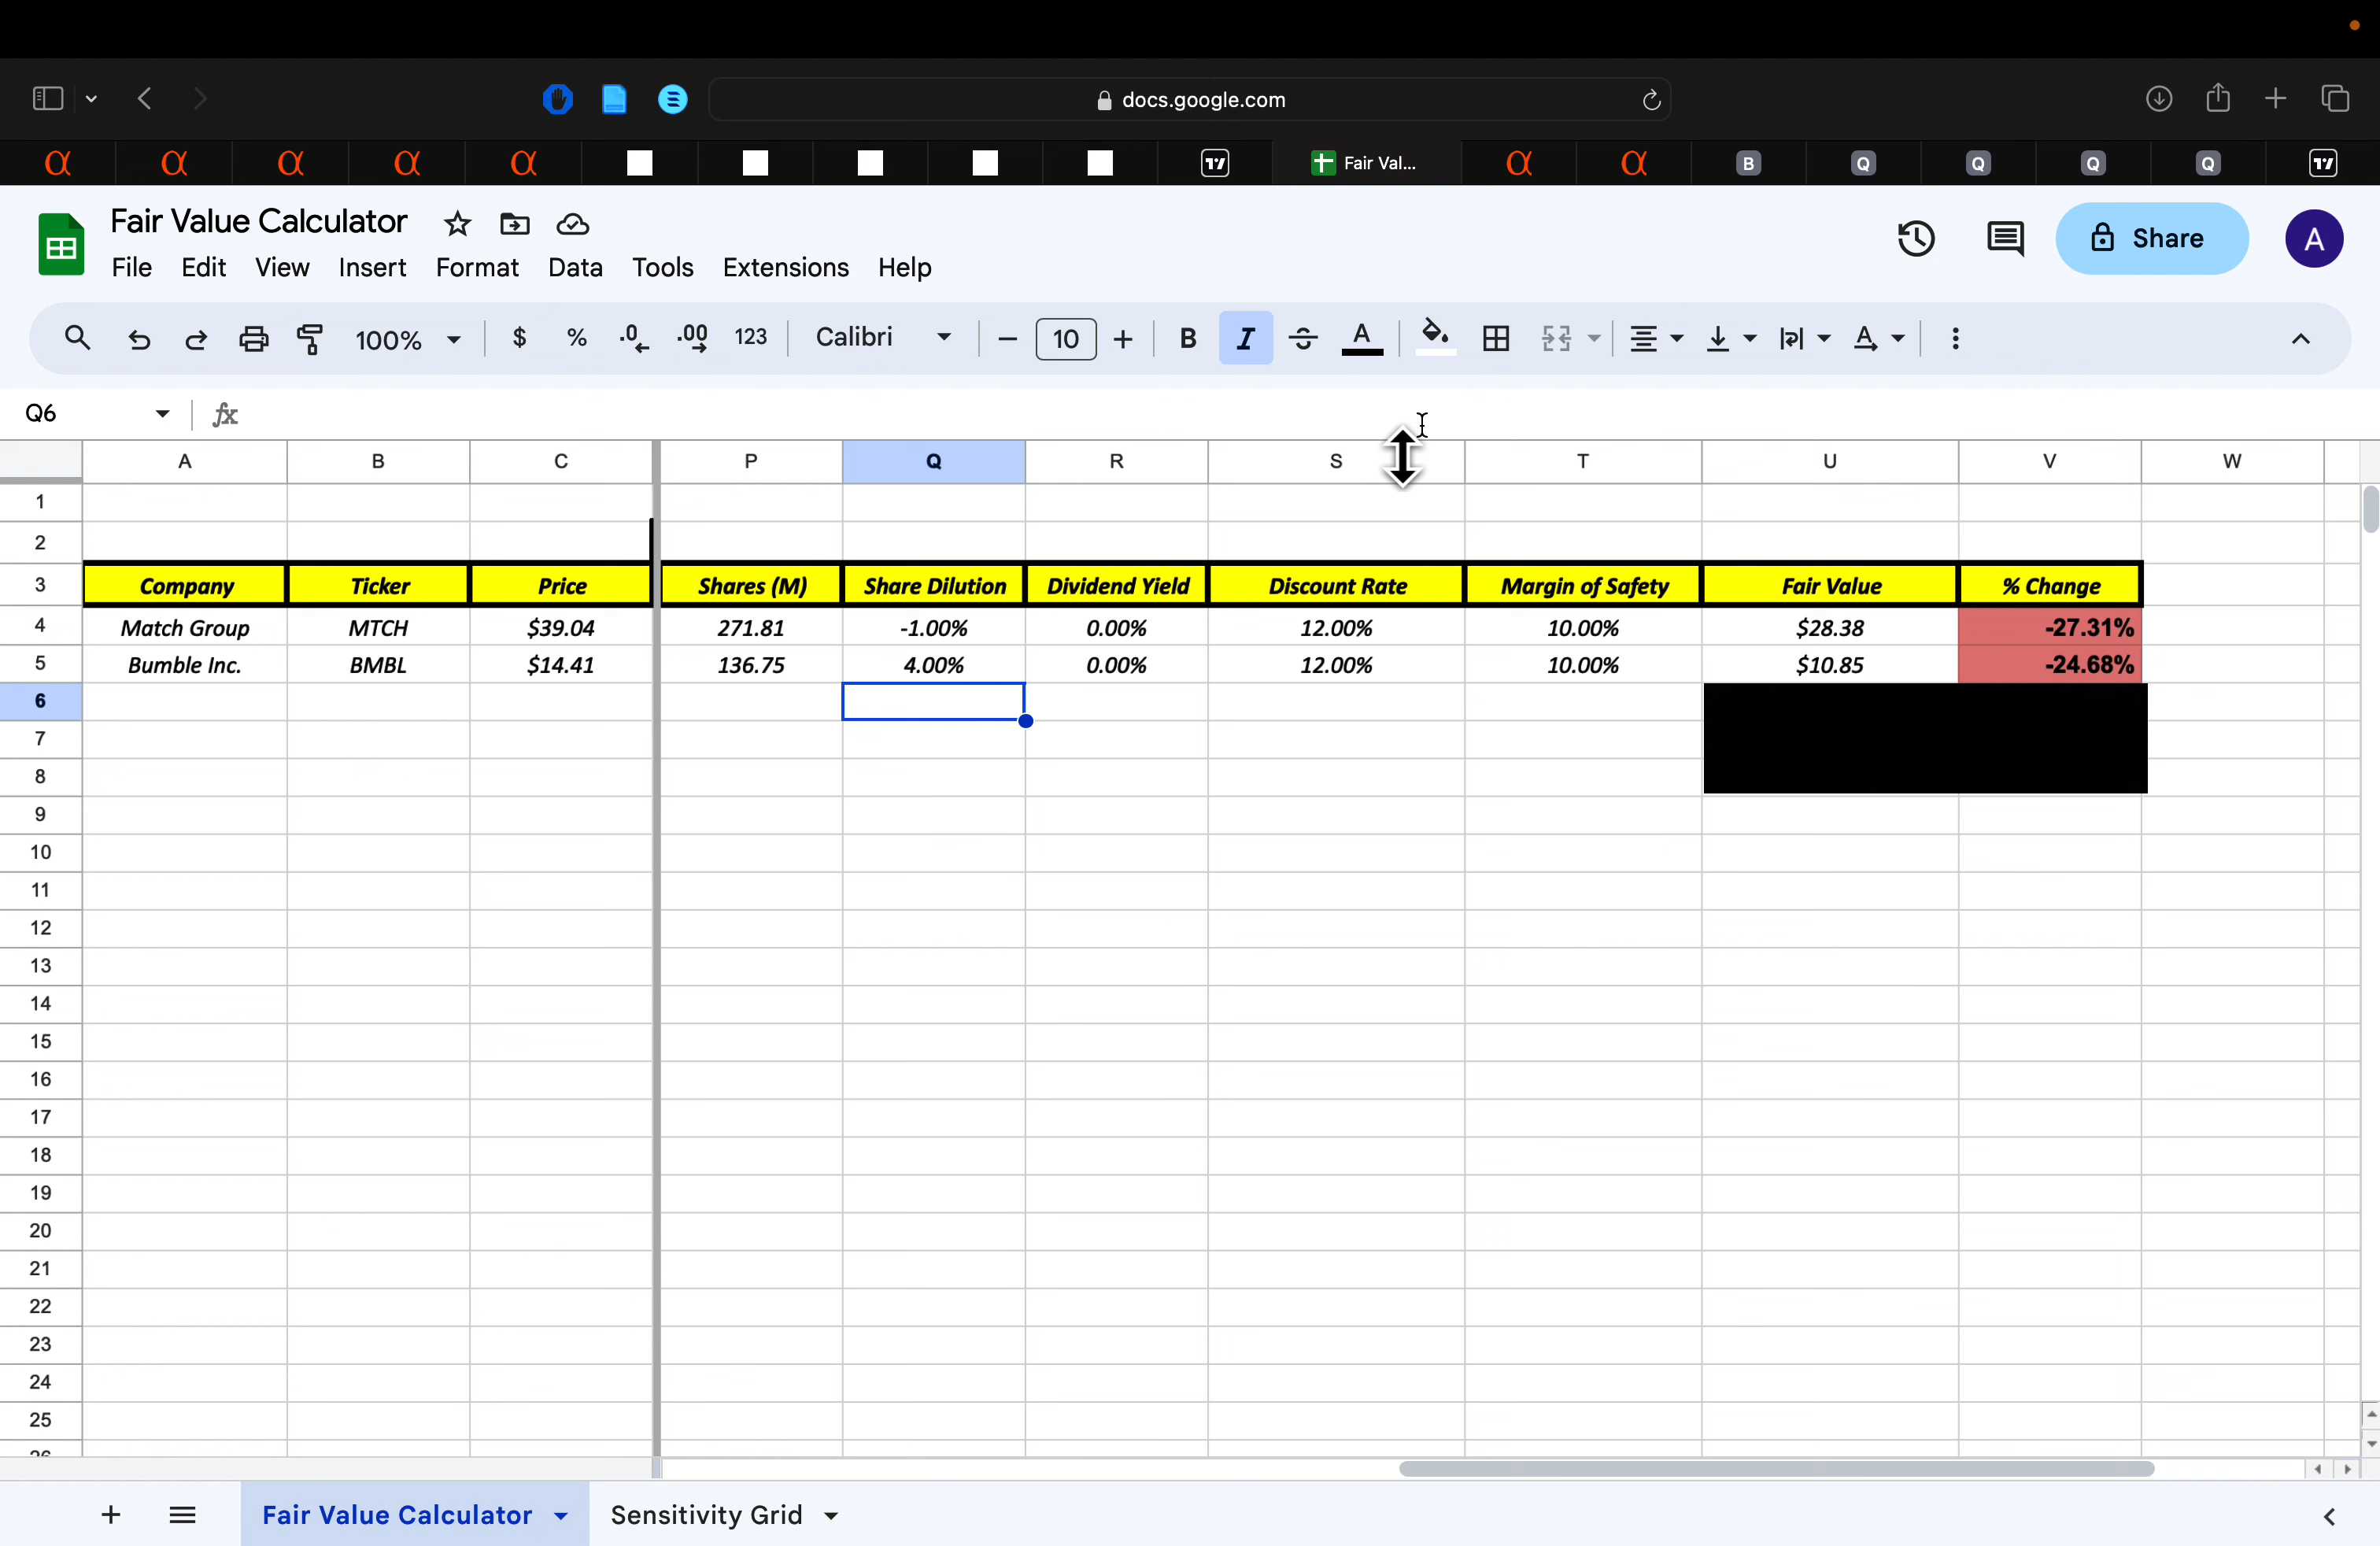 docs.google.com
α α α α α Fair Val... α α B Q Q Q Q
Fair Value Calculator
File Edit View Insert Format Data Tools Extensions Help
Share
A
100% $ % .0 .00 123 Calibri 10 B I A
Q6 fx
A B C P Q R S T U V W
1
2
3 Company Ticker Price Shares (M) Share Dilution Dividend Yield Discount Rate Margin of Safety Fair Value % Change
4 Match Group MTCH $39.04 271.81 -1.00% 0.00% 12.00% 10.00% $28.38 -27.31%
5 Bumble Inc. BMBL $14.41 136.75 4.00% 0.00% 12.00% 10.00% $10.85 -24.68%
6
7
8
9
10
11
12
13
14
15
16
17
18
19
20
21
22
23
24
25
26
Fair Value Calculator Sensitivity Grid